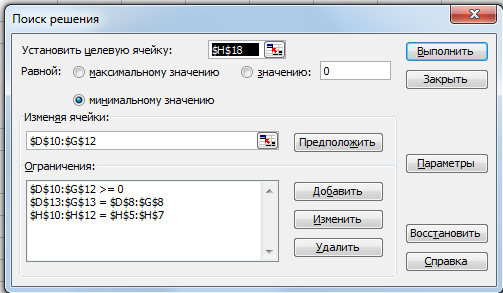 Поиск решения
Установить целевую ячейку: $H$18 Выполнить
Равной: максимальному значению значению: 0 Закрыть
минимальному значению
Изменяя ячейки:
$D$10:$G$12 Предположить
Ограничения: Параметры
$D$10:$G$12 >= 0 Добавить
$D$13:$G$13 = $D$8:$G$8
$H$10:$H$12 = $H$5:$H$7 Изменить
Восстановить
Удалить
Справка